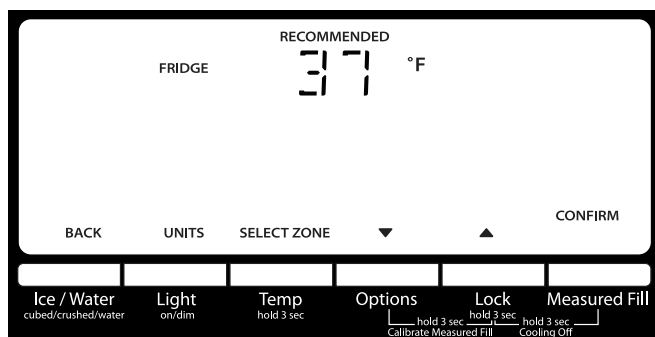 RECOMMENDED
FRIDGE 37 °F
CONFIRM
BACK UNITS SELECT ZONE ▼ ▲
Ice / Water Light Temp Options Lock Measured Fill
cubed/crushed/water on/dim hold 3 sec hold 3 sec
hold 3 sec hold 3 sec
Calibrate Measured Fill Cooling Off